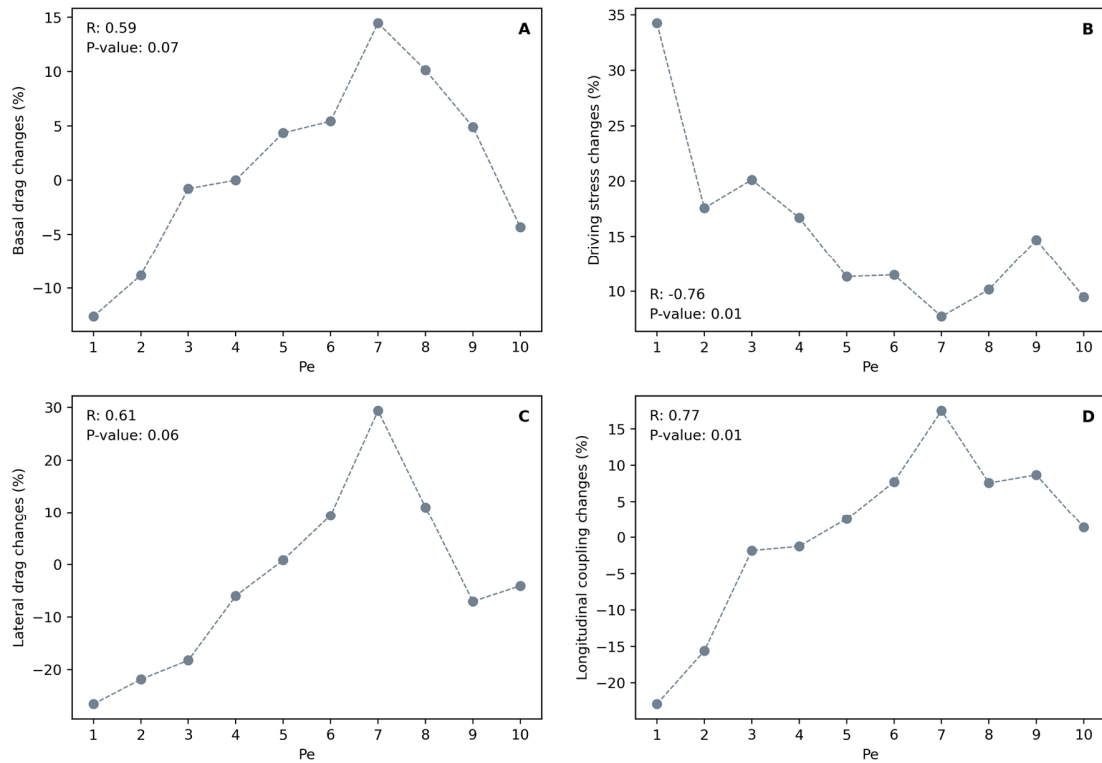 R: 0.59
P-value: 0.07
A
Basal drag changes (%)
15
10
5
0
−5
−10
1 2 3 4 5 6 7 8 9 10
Pe
B
Driving stress changes (%)
35
30
25
20
15
10
R: -0.76
P-value: 0.01
1 2 3 4 5 6 7 8 9 10
Pe
R: 0.61
P-value: 0.06
C
Lateral drag changes (%)
30
20
10
0
−10
−20
1 2 3 4 5 6 7 8 9 10
Pe
R: 0.77
P-value: 0.01
D
Longitudinal coupling changes (%)
15
10
5
0
−5
−10
−15
−20
1 2 3 4 5 6 7 8 9 10
Pe